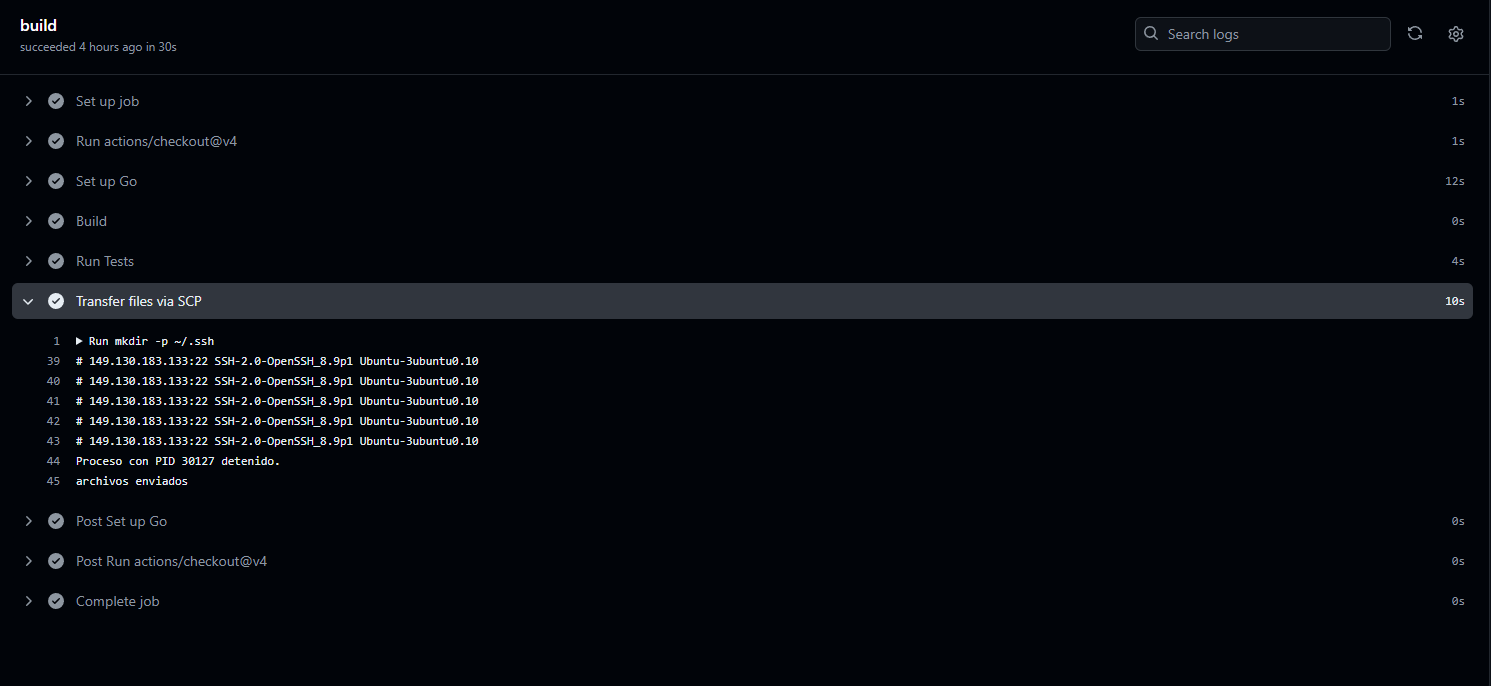 build
succeeded 4 hours ago in 30s
Search logs
Set up job 1s
Run actions/checkout@v4 1s
Set up Go 12s
Build 0s
Run Tests 4s
Transfer files via SCP 10s
1 ▶ Run mkdir -p ~/.ssh
39 # 149.130.183.133:22 SSH-2.0-OpenSSH_8.9p1 Ubuntu-3ubuntu0.10
40 # 149.130.183.133:22 SSH-2.0-OpenSSH_8.9p1 Ubuntu-3ubuntu0.10
41 # 149.130.183.133:22 SSH-2.0-OpenSSH_8.9p1 Ubuntu-3ubuntu0.10
42 # 149.130.183.133:22 SSH-2.0-OpenSSH_8.9p1 Ubuntu-3ubuntu0.10
43 # 149.130.183.133:22 SSH-2.0-OpenSSH_8.9p1 Ubuntu-3ubuntu0.10
44 Proceso con PID 30127 detenido.
45 archivos enviados
Post Set up Go 0s
Post Run actions/checkout@v4 0s
Complete job 0s